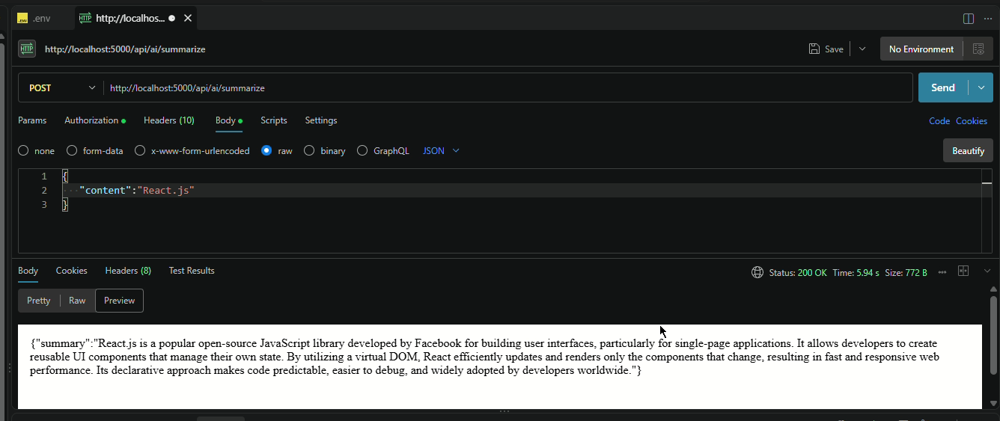 .ENV .env HTTP http://localhos...
HTTP http://localhost:5000/api/ai/summarize Save No Environment
POST http://localhost:5000/api/ai/summarize Send
Params Authorization Headers (10) Body Scripts Settings Code Cookies
none form-data x-www-form-urlencoded raw binary GraphQL JSON Beautify
1 {
2 "content":"React.js"
3 }
Body Cookies Headers (8) Test Results Status: 200 OK Time: 5.94 s Size: 772 B
Pretty Raw Preview
{"summary":"React.js is a popular open-source JavaScript library developed by Facebook for building user interfaces, particularly for single-page applications. It allows developers to create
reusable UI components that manage their own state. By utilizing a virtual DOM, React efficiently updates and renders only the components that change, resulting in fast and responsive web
performance. Its declarative approach makes code predictable, easier to debug, and widely adopted by developers worldwide."}